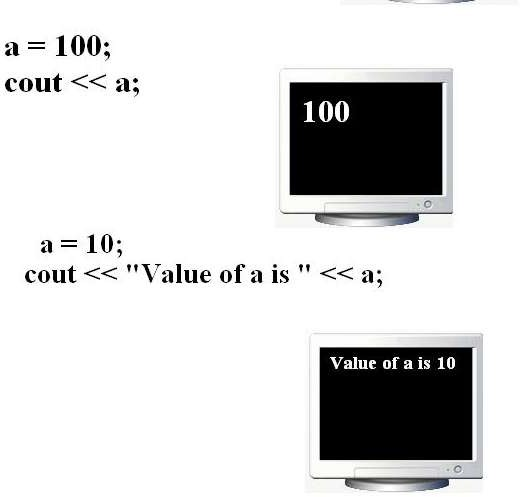 a = 100;
cout << a;
100
a = 10;
cout << "Value of a is " << a;
Value of a is 10